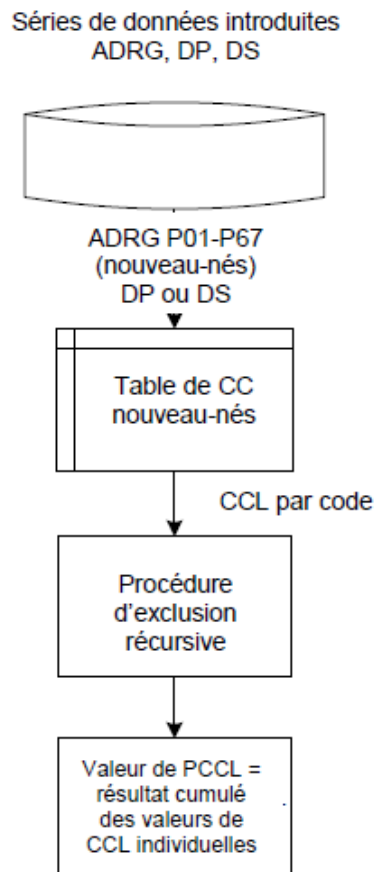 Séries de données introduites
ADRG, DP, DS
ADRG P01-P67
(nouveau-nés)
DP ou DS
Table de CC
nouveau-nés
CCL par code
Procédure
d'exclusion
récursive
Valeur de PCCL =
résultat cumulé
des valeurs de
CCL individuelles